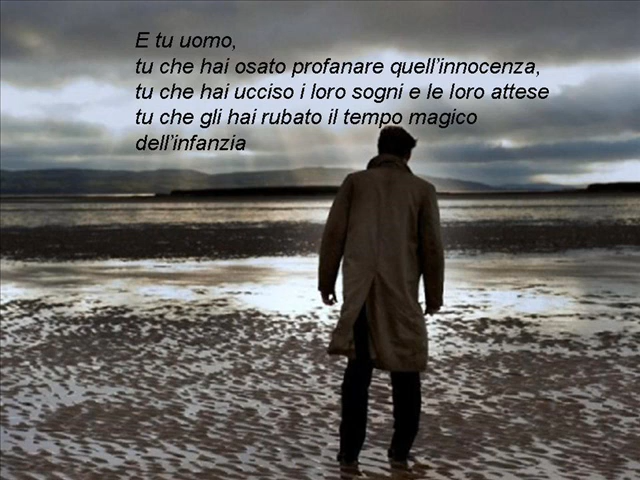 E tu uomo,
tu che hai osato profanare quell'innocenza,
tu che hai ucciso i loro sogni e le loro attese
tu che gli hai rubato il tempo magico
dell'infanzia